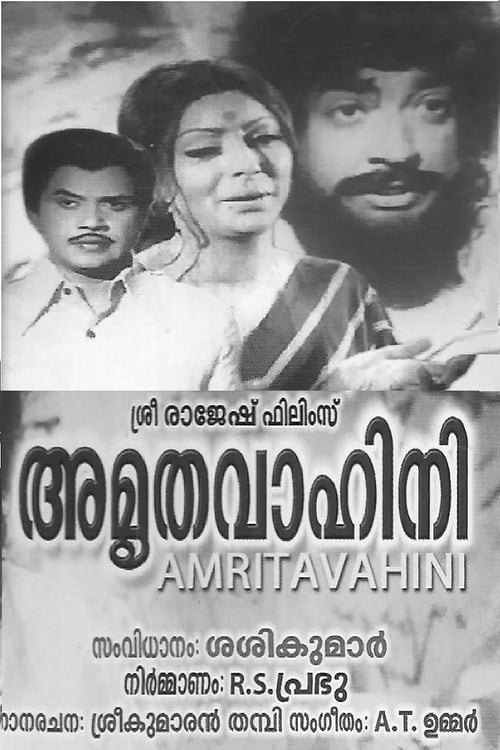 ശ്രീ രാജേഷ് ഫിലിംസ്
അമൃതവാഹിനി
AMRITAVAHINI
സംവിധാനം: ശശികുമാർ
നിർമ്മാണം: R.S.പ്രഭു
ഗാനരചന: ശ്രീകുമാരൻ തമ്പി സംഗീതം: A.T. ഉമ്മർ